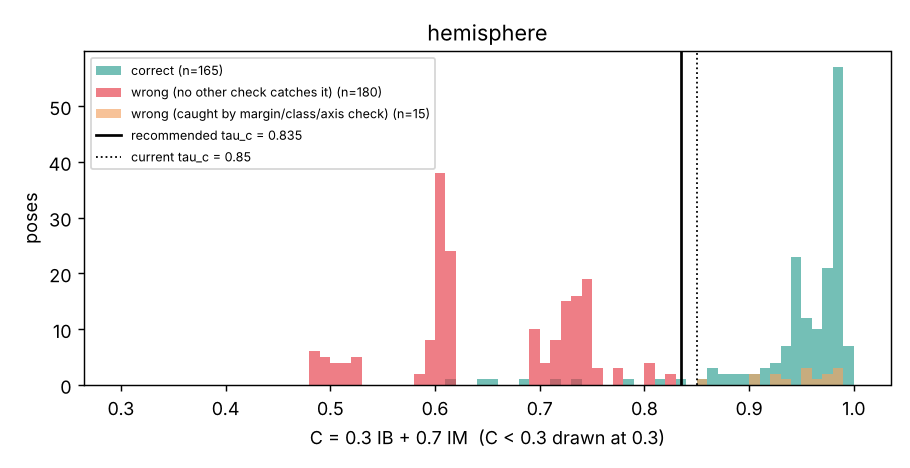 hemisphere
correct (n=165)
wrong (no other check catches it) (n=180)
wrong (caught by margin/class/axis check) (n=15)
recommended tau_c = 0.835
current tau_c = 0.85
poses
50
40
30
20
10
0
0.3 0.4 0.5 0.6 0.7 0.8 0.9 1.0
C = 0.3 IB + 0.7 IM (C < 0.3 drawn at 0.3)